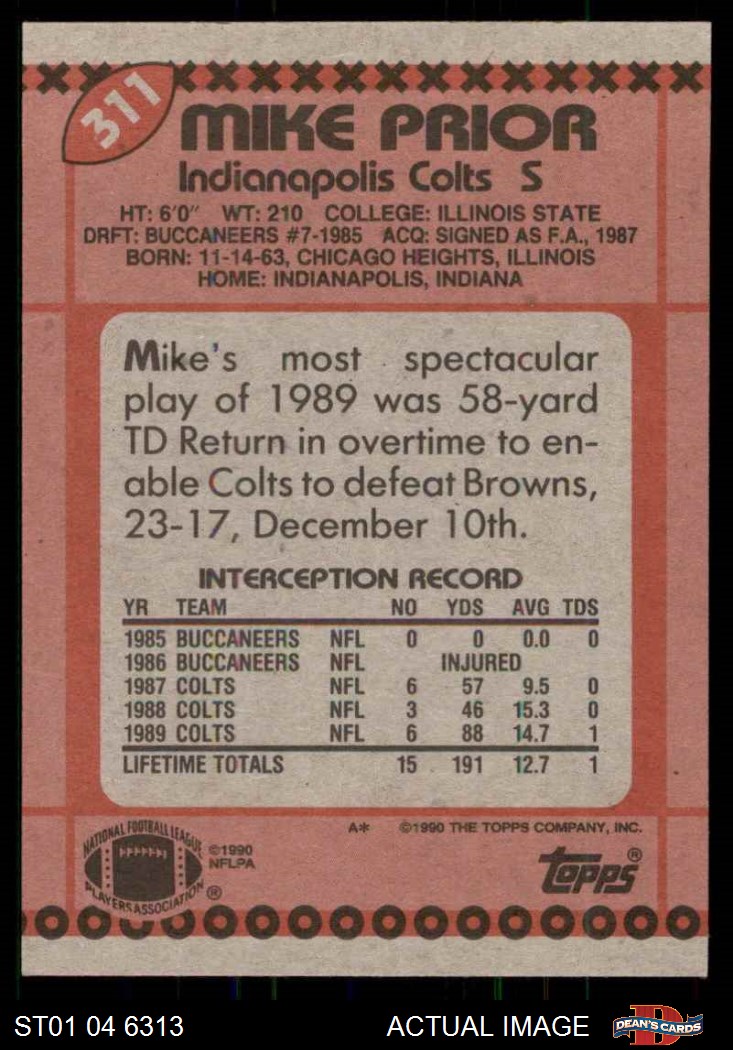 311
MIKE PRIOR
Indianapolis Colts S
HT: 6'0" WT: 210 COLLEGE: ILLINOIS STATE
DRFT: BUCCANEERS #7-1985 ACQ: SIGNED AS F.A., 1987
BORN: 11-14-63, CHICAGO HEIGHTS, ILLINOIS
HOME: INDIANAPOLIS, INDIANA
Mike's most spectacular
play of 1989 was 58-yard
TD Return in overtime to en-
able Colts to defeat Browns,
23-17, December 10th.
INTERCEPTION RECORD
YR TEAM NO YDS AVG TDS
1985 BUCCANEERS NFL 0 0 0.0 0
1986 BUCCANEERS NFL INJURED
1987 COLTS NFL 6 57 9.5 0
1988 COLTS NFL 3 46 15.3 0
1989 COLTS NFL 6 88 14.7 1
LIFETIME TOTALS 15 191 12.7 1
A* ©1990 THE TOPPS COMPANY, INC.
NATIONAL FOOTBALL LEAGUE
PLAYERS ASSOCIATION ®
©1990
NFLPA
topps®
ST01 04 6313 ACTUAL IMAGE
D
DEAN'S CARDS